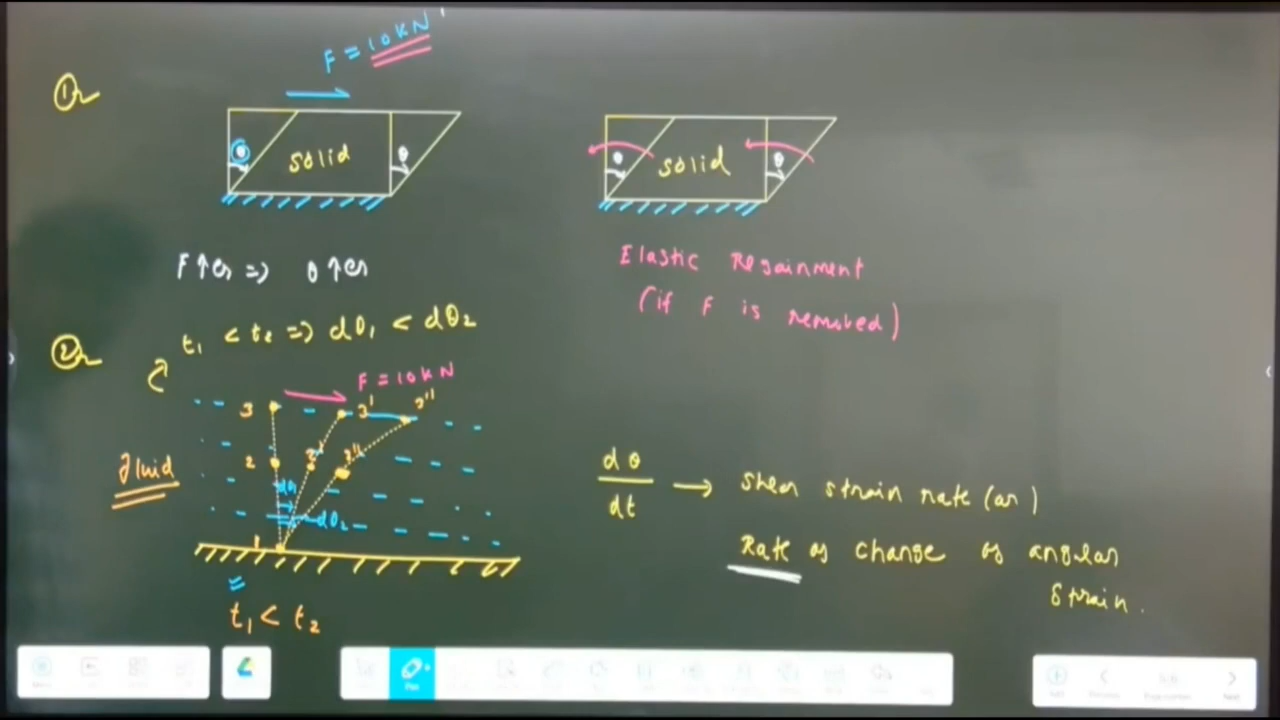 F = 10KN
1
θ
solid
θ
θ
solid
θ
F↑es => θ↑es
Elastic Regainment
(if F is removed)
2
t₁ < t₂ => dθ₁ < dθ₂
F = 10KN
3 3' 3''
2 2' 2''
fluid
dθ₁
dθ₂
1
t₁ < t₂
dθ/dt → Shear strain rate (or)
Rate of change of angular
strain.
Pen